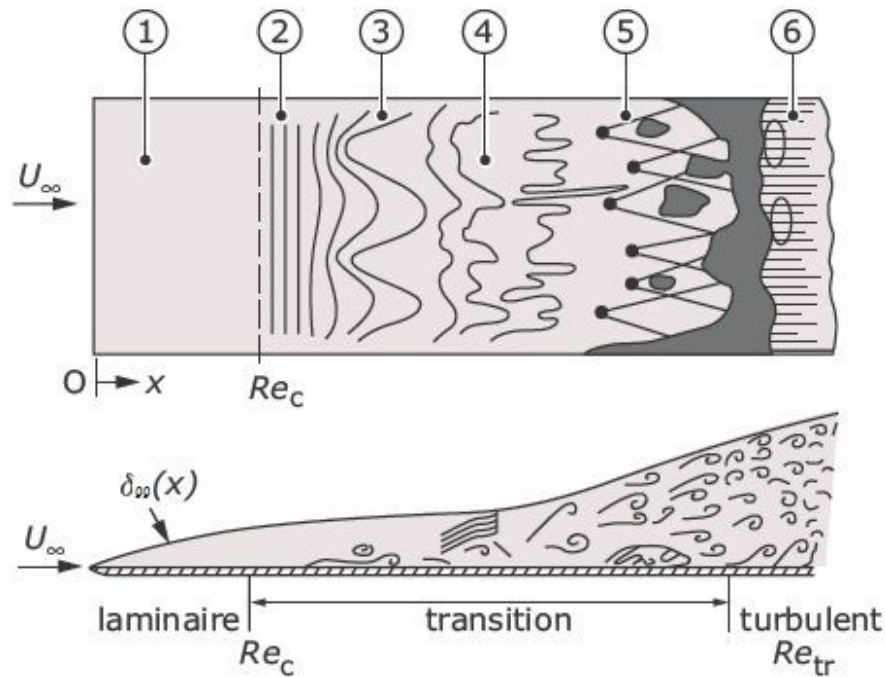 1 2 3 4 5 6
U∞
O x Re_c
δ₉₉(x)
U∞
laminaire transition turbulent
Re_c Re_tr